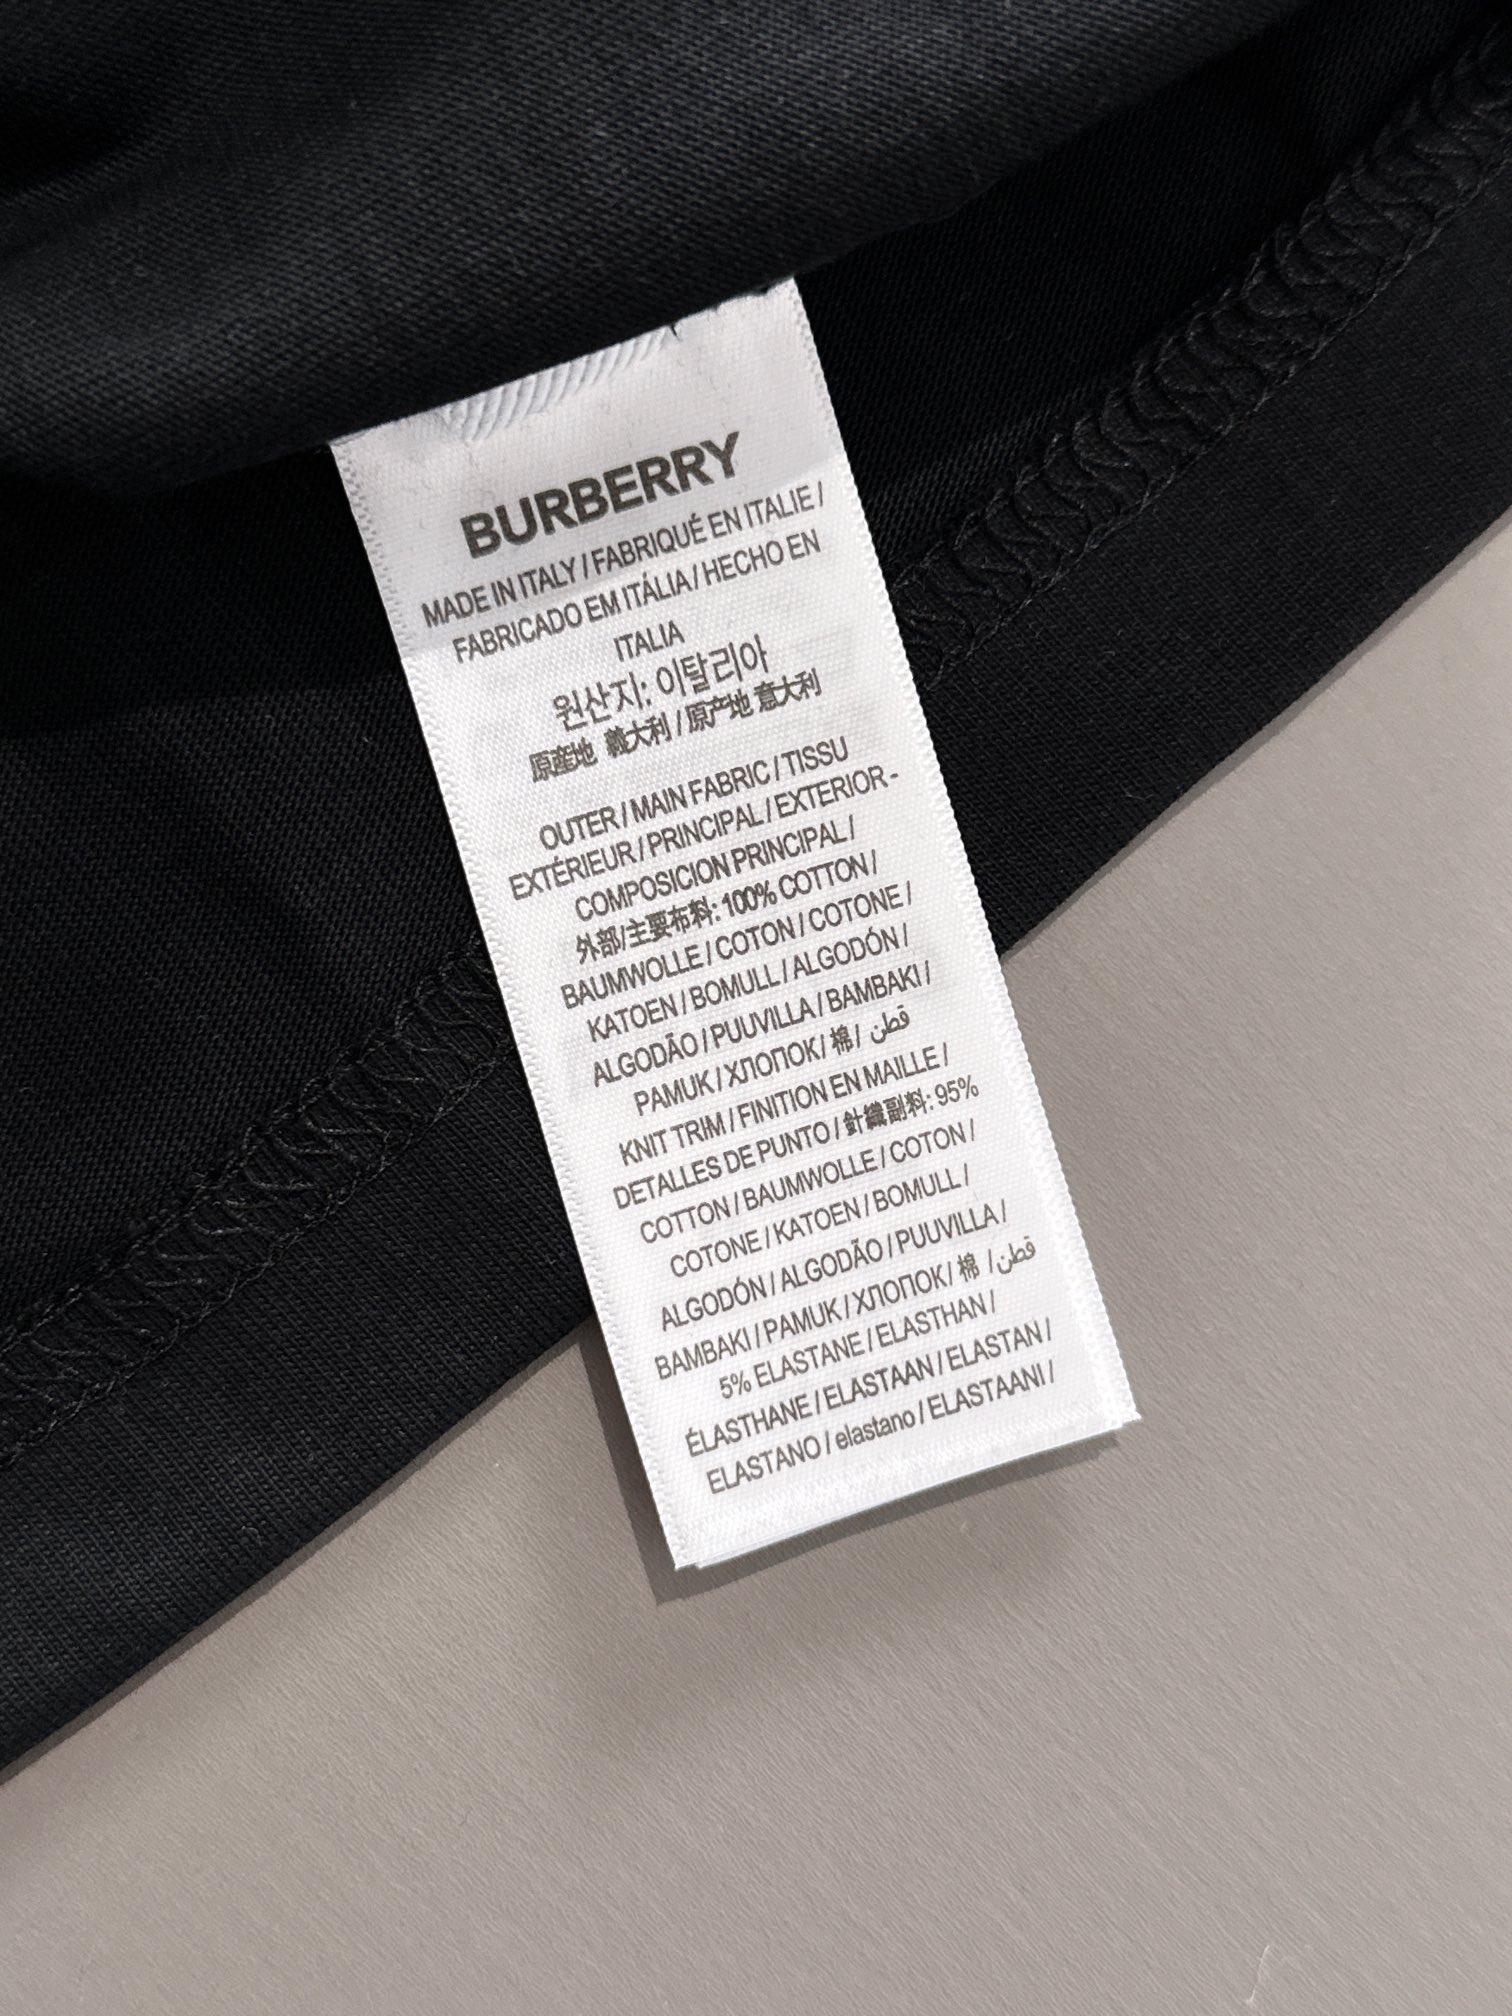 BURBERRY
MADE IN ITALY / FABRIQUÉ EN ITALIE /
FABRICADO EM ITÁLIA / HECHO EN
ITALIA
원산지: 이탈리아
原産地 義大利 / 原产地 意大利
OUTER / MAIN FABRIC / TISSU
EXTÉRIEUR / PRINCIPAL / EXTERIOR -
COMPOSICION PRINCIPAL /
外部/主要布料: 100% COTTON /
BAUMWOLLE / COTON / COTONE /
KATOEN / BOMULL / ALGODÓN /
ALGODÃO / PUUVILLA / BAMBAKI /
PAMUK / ХЛОПОК / 棉 / قطن
KNIT TRIM / FINITION EN MAILLE /
DETALLES DE PUNTO / 針織副料: 95%
COTTON / BAUMWOLLE / COTON /
COTONE / KATOEN / BOMULL /
ALGODÓN / ALGODÃO / PUUVILLA /
BAMBAKI / PAMUK / ХЛОПОК / 棉 / قطن
5% ELASTANE / ELASTHAN /
ÉLASTHANE / ELASTAAN / ELASTAN /
ELASTANO / elastano / ELASTAANI /